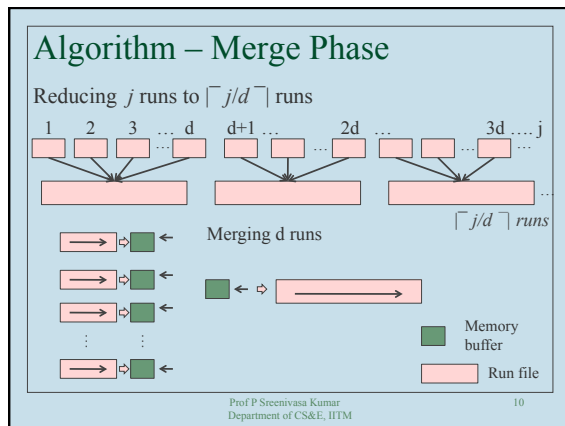 Algorithm – Merge Phase
Reducing j runs to |¯ j/d ¯| runs
1 2 3 … d d+1 … 2d … 3d …. j
… … … …
…
|¯ j/d ¯| runs
Merging d runs
⋮ ⋮ ⋮
Memory
buffer
Run file
Prof P Sreenivasa Kumar
Department of CS&E, IITM
10